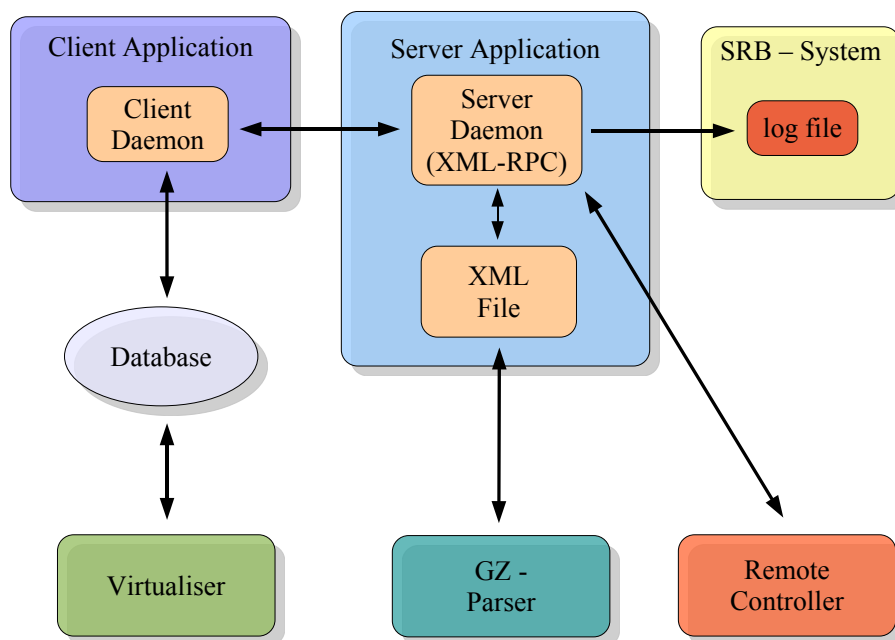 Client Application
Client
Daemon
Server Application
Server
Daemon
(XML-RPC)
XML
File
SRB – System
log file
Database
Virtualiser
GZ -
Parser
Remote
Controller